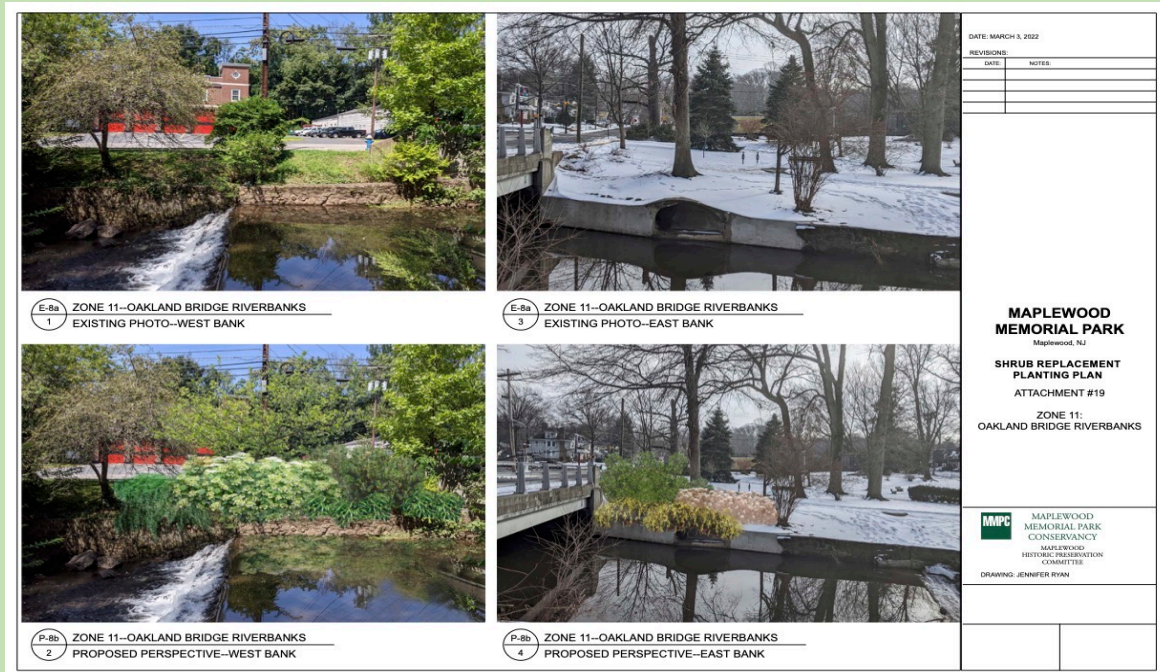 E-8a
1
ZONE 11--OAKLAND BRIDGE RIVERBANKS
EXISTING PHOTO--WEST BANK
E-8a
3
ZONE 11--OAKLAND BRIDGE RIVERBANKS
EXISTING PHOTO--EAST BANK
P-8b
2
ZONE 11--OAKLAND BRIDGE RIVERBANKS
PROPOSED PERSPECTIVE--WEST BANK
P-8b
4
ZONE 11--OAKLAND BRIDGE RIVERBANKS
PROPOSED PERSPECTIVE--EAST BANK
DATE: MARCH 3, 2022
REVISIONS:
DATE: NOTES:
MAPLEWOOD
MEMORIAL PARK
Maplewood, NJ
SHRUB REPLACEMENT
PLANTING PLAN
ATTACHMENT #19
ZONE 11:
OAKLAND BRIDGE RIVERBANKS
MMPC
MAPLEWOOD
MEMORIAL PARK
CONSERVANCY
MAPLEWOOD
HISTORIC PRESERVATION
COMMITTEE
DRAWING: JENNIFER RYAN